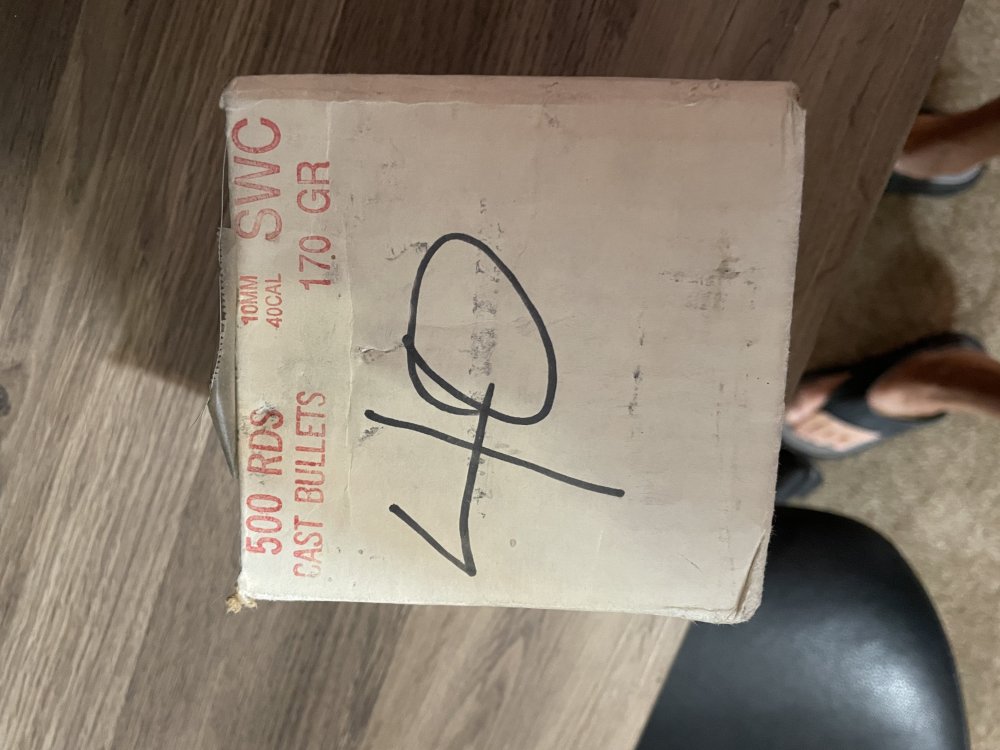 500 RDS 10MM 40CAL SWC
CAST BULLETS 170 GR
40